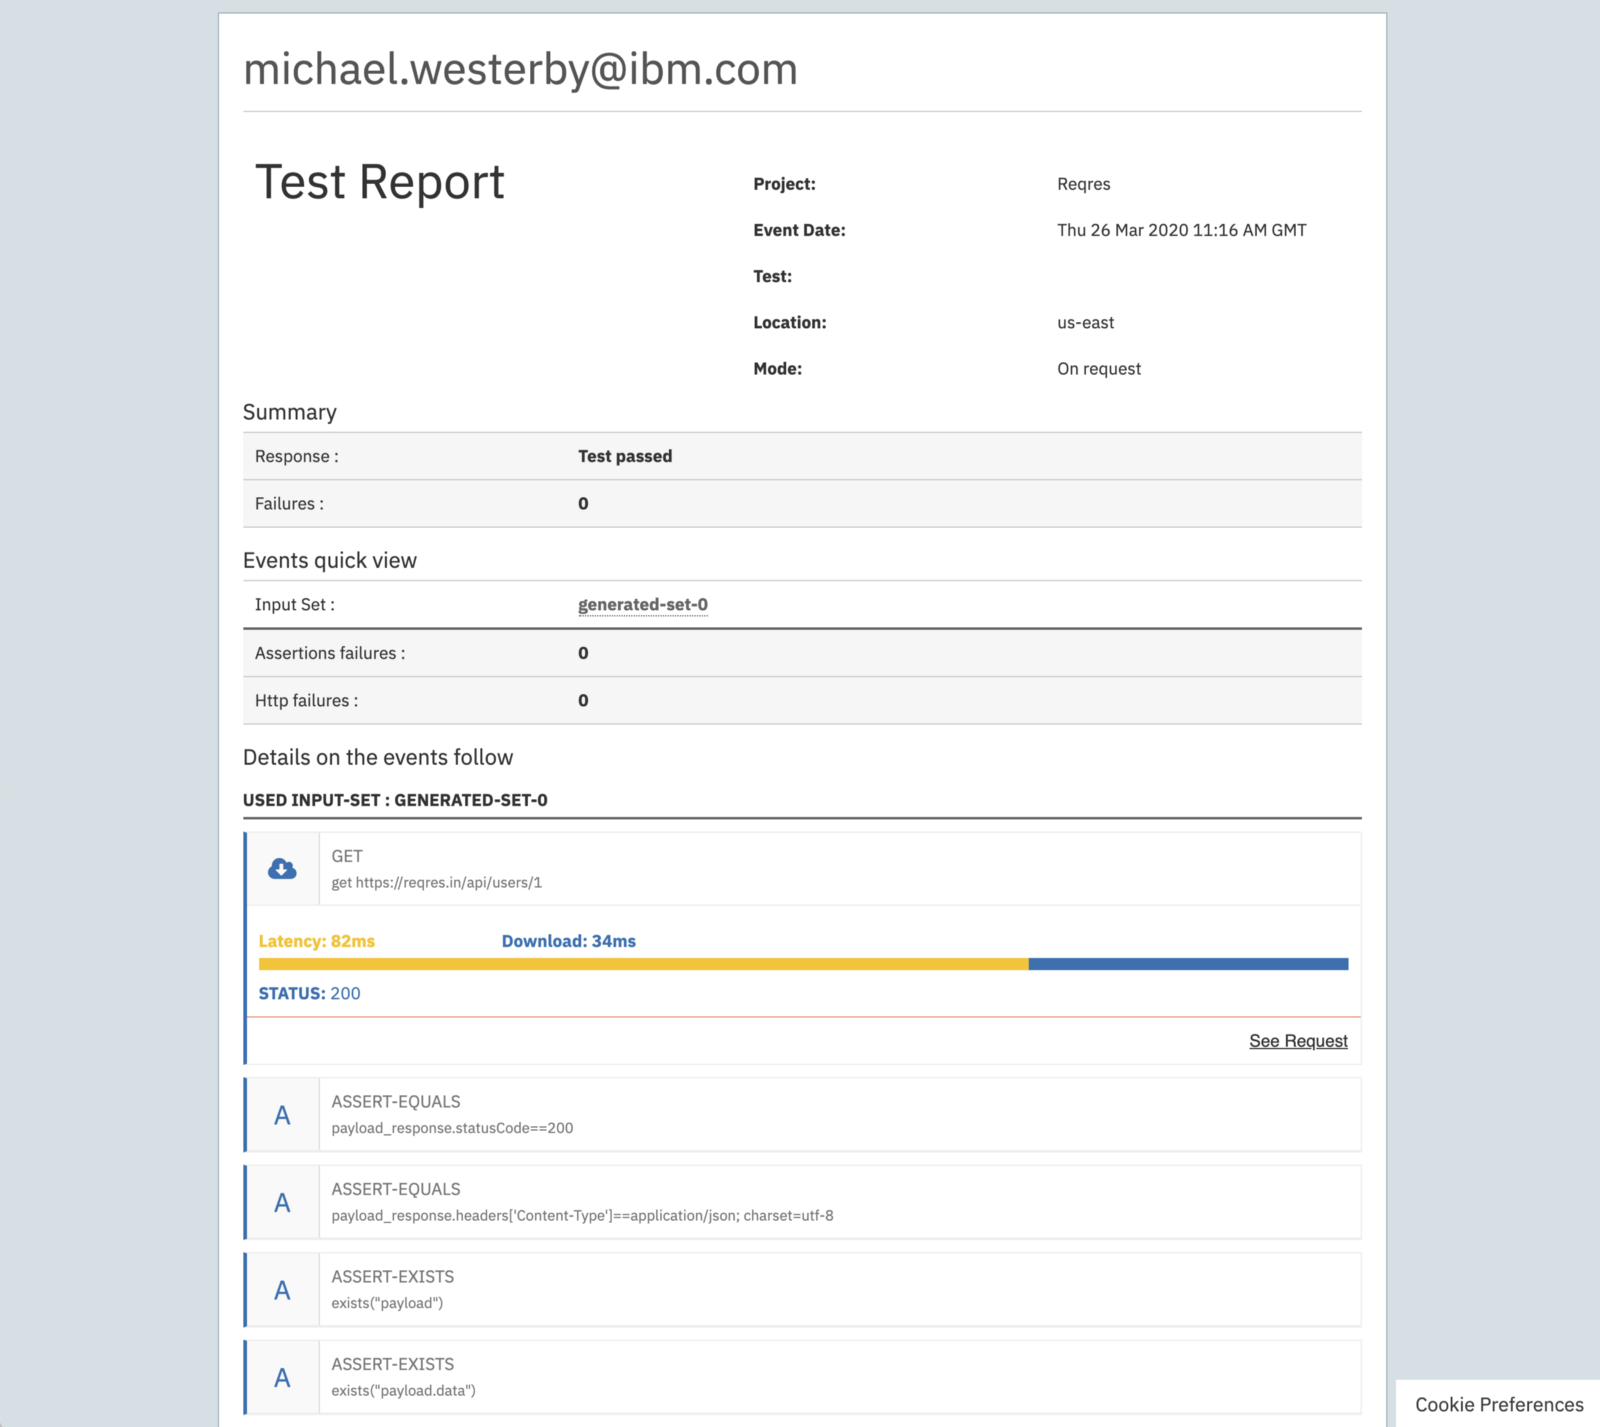 michael.westerby@ibm.com
Test Report
Project: Reqres
Event Date: Thu 26 Mar 2020 11:16 AM GMT
Test:
Location: us-east
Mode: On request
Summary
Response : Test passed
Failures : 0
Events quick view
Input Set : generated-set-0
Assertions failures : 0
Http failures : 0
Details on the events follow
USED INPUT-SET : GENERATED-SET-0
GET
get https://reqres.in/api/users/1
Latency: 82ms Download: 34ms
STATUS: 200
See Request
A ASSERT-EQUALS
payload_response.statusCode==200
A ASSERT-EQUALS
payload_response.headers['Content-Type']==application/json; charset=utf-8
A ASSERT-EXISTS
exists("payload")
A ASSERT-EXISTS
exists("payload.data")
Cookie Preferences